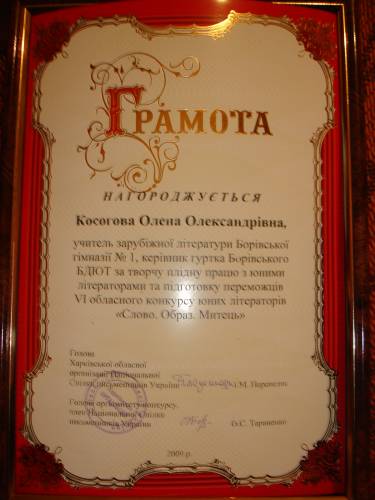 ГРАМОТА
НАГОРОДЖУЄТЬСЯ
Косогова Олена Олександрівна,
учитель зарубіжної літератури Борівської
гімназії № 1, керівник гуртка Борівського
БДЮТ за творчу плідну працю з юними
літераторами та підготовку переможців
VI обласного конкурсу юних літераторів
«Слово. Образ. Митець»
Голова
Харківської обласної
організації Національної
Спілки письменників України
Голова оргкомітету конкурсу,
член Національної Спілки
письменників України О.С. Тараненко
2009 р.